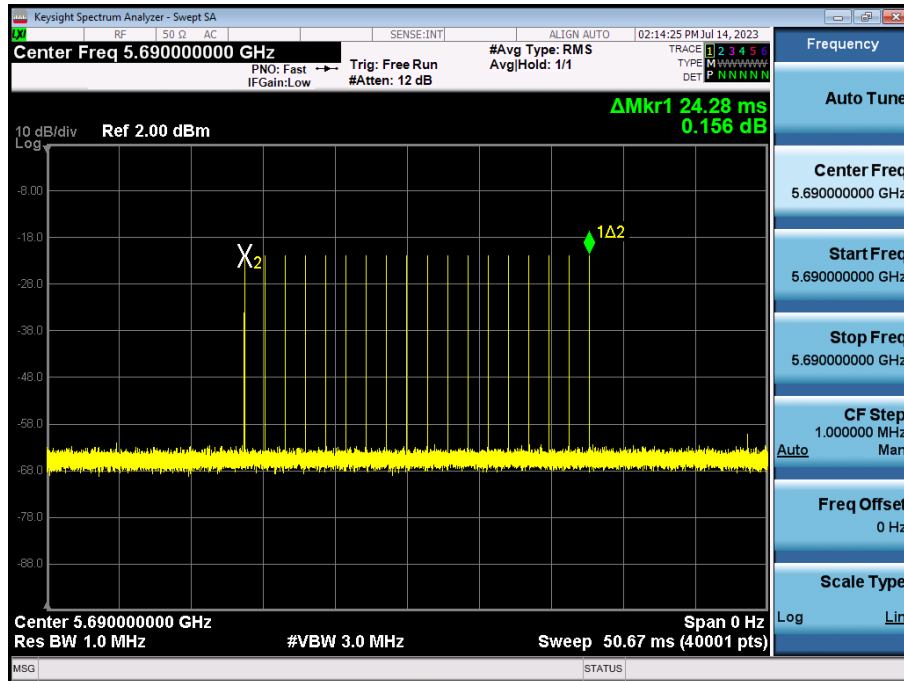 Keysight Spectrum Analyzer - Swept SA
LXI RF 50 Ω AC SENSE:INT ALIGN AUTO 02:14:25 PM Jul 14, 2023
Center Freq 5.690000000 GHz
PNO: Fast
IFGain:Low
Trig: Free Run
#Atten: 12 dB
#Avg Type: RMS
Avg|Hold: 1/1
TRACE 1 2 3 4 5 6
TYPE M WWWWW
DET P N N N N N
Frequency
ΔMkr1 24.28 ms
0.156 dB
10 dB/div Ref 2.00 dBm
Log
-8.00
-18.0
-28.0
-38.0
-48.0
-58.0
-68.0
-78.0
-88.0
X2
1Δ2
Center 5.690000000 GHz Span 0 Hz
Res BW 1.0 MHz #VBW 3.0 MHz Sweep 50.67 ms (40001 pts)
MSG STATUS
Auto Tune
Center Freq
5.690000000 GHz
Start Freq
5.690000000 GHz
Stop Freq
5.690000000 GHz
CF Step
1.000000 MHz
Auto Man
Freq Offset
0 Hz
Scale Type
Log Lin